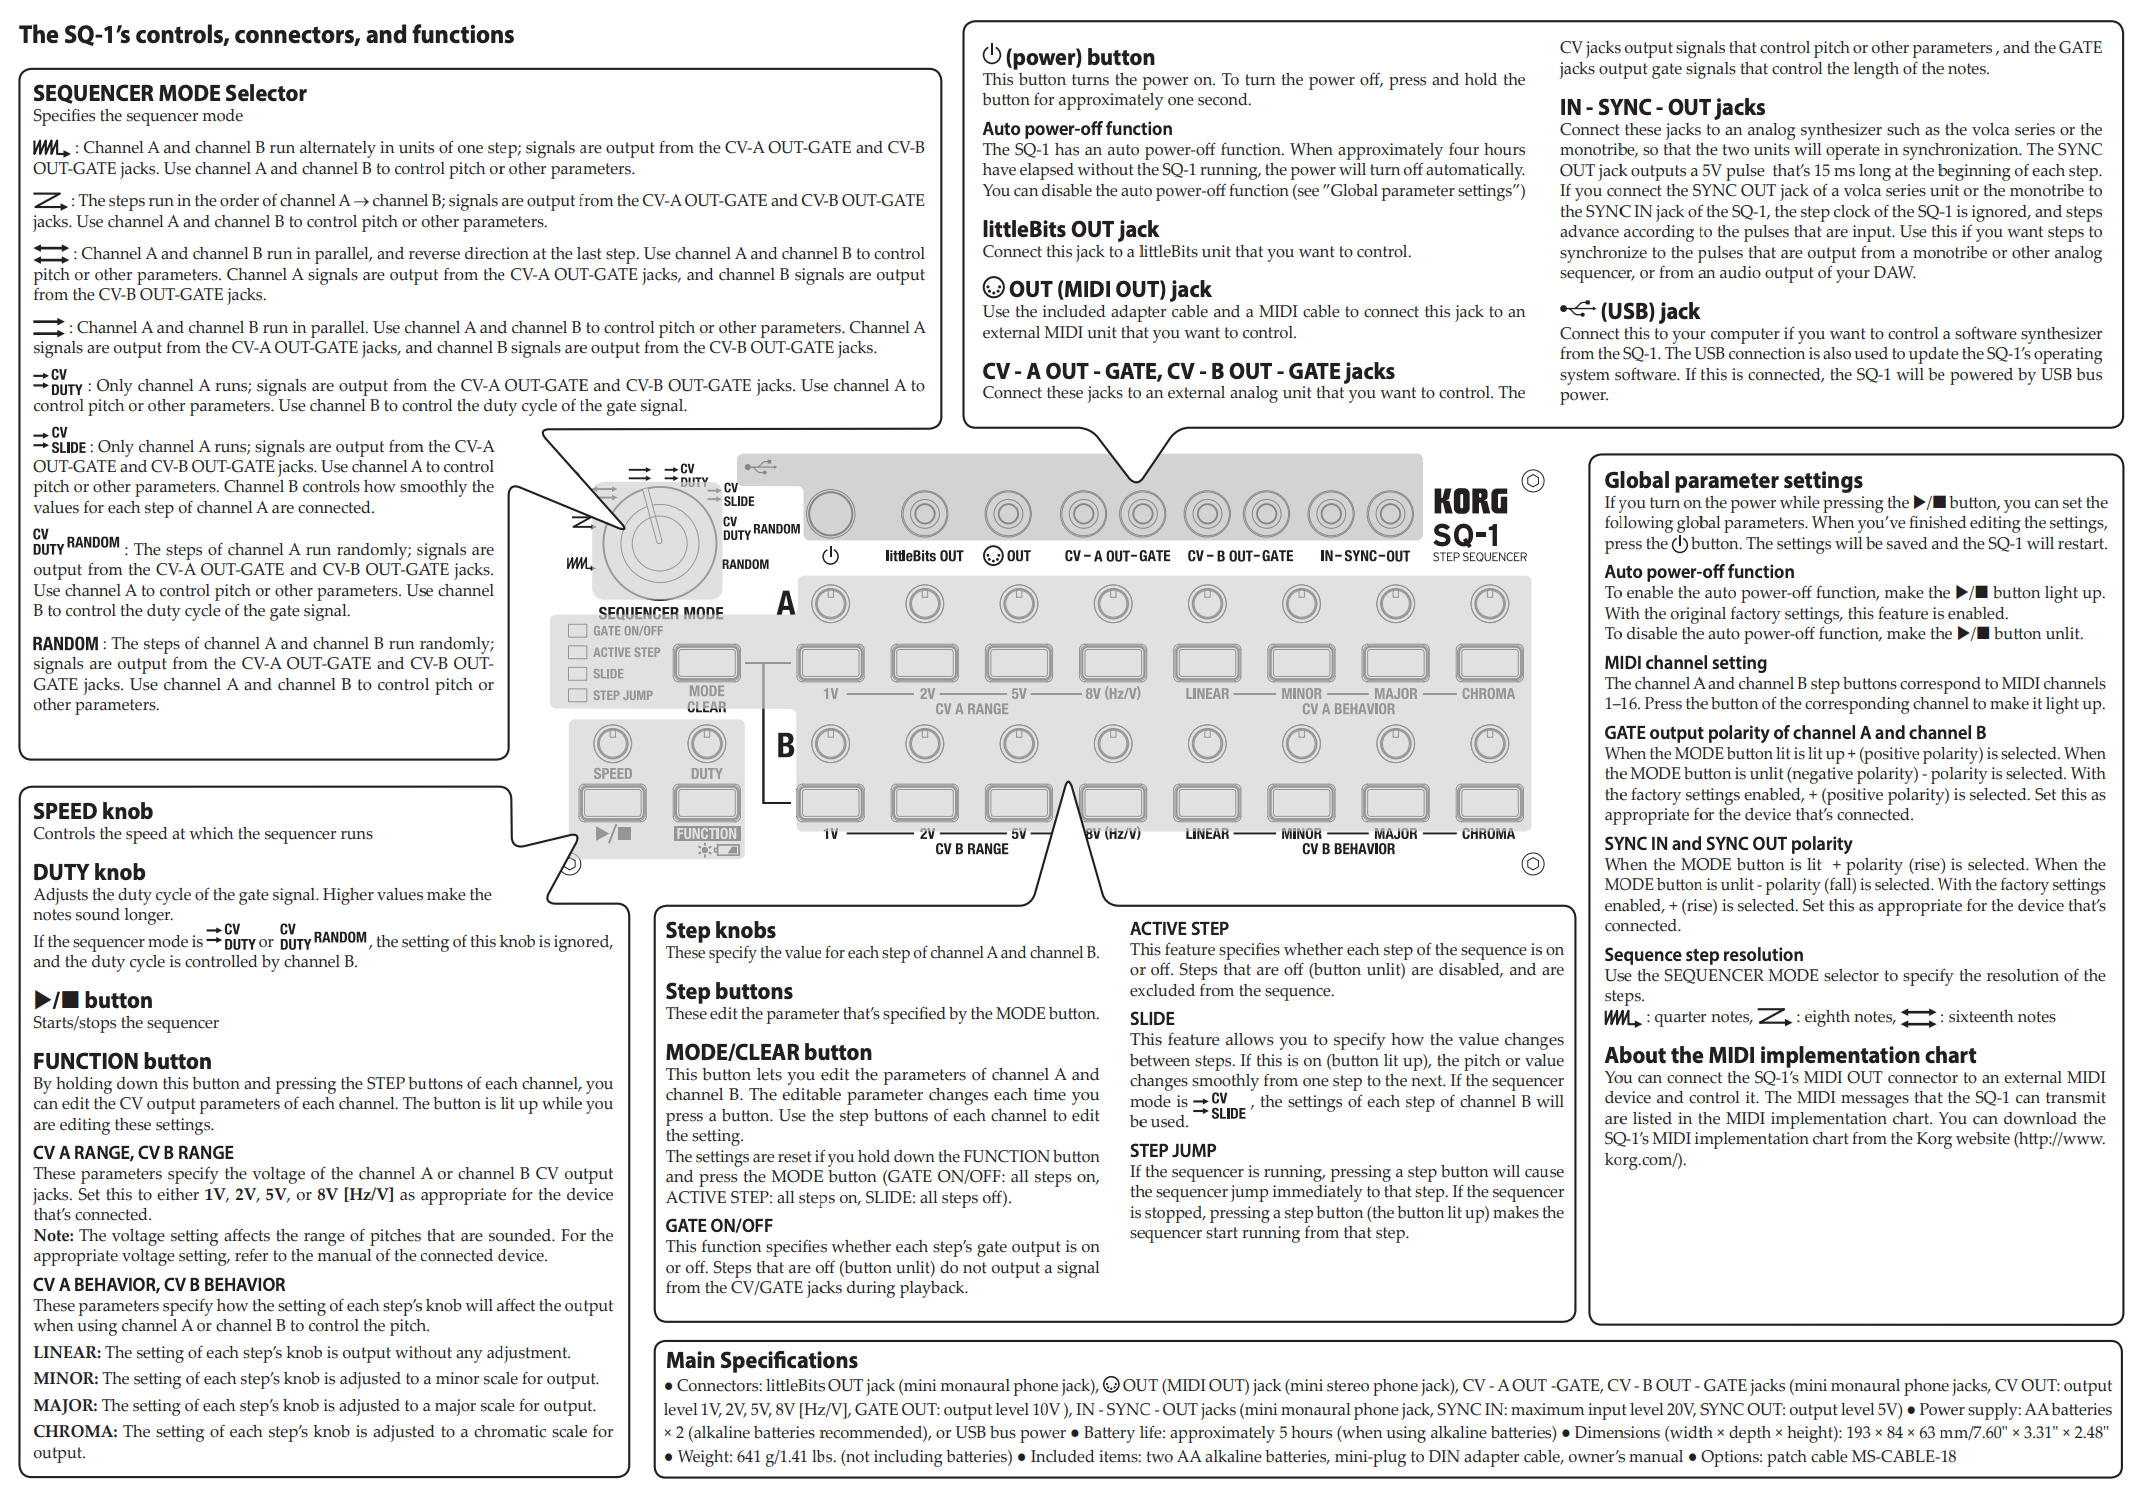 The SQ-1's controls, connectors, and functions
SEQUENCER MODE Selector
Specifies the sequencer mode
: Channel A and channel B run alternately in units of one step; signals are output from the CV-A OUT-GATE and CV-B
OUT-GATE jacks. Use channel A and channel B to control pitch or other parameters.
: The steps run in the order of channel A → channel B; signals are output from the CV-A OUT-GATE and CV-B OUT-GATE
jacks. Use channel A and channel B to control pitch or other parameters.
: Channel A and channel B run in parallel, and reverse direction at the last step. Use channel A and channel B to control
pitch or other parameters. Channel A signals are output from the CV-A OUT-GATE jacks, and channel B signals are output
from the CV-B OUT-GATE jacks.
: Channel A and channel B run in parallel. Use channel A and channel B to control pitch or other parameters. Channel A
signals are output from the CV-A OUT-GATE jacks, and channel B signals are output from the CV-B OUT-GATE jacks.
→ CV
→ DUTY : Only channel A runs; signals are output from the CV-A OUT-GATE and CV-B OUT-GATE jacks. Use channel A to
control pitch or other parameters. Use channel B to control the duty cycle of the gate signal.
→ CV
→ SLIDE : Only channel A runs; signals are output from the CV-A
OUT-GATE and CV-B OUT-GATE jacks. Use channel A to control
pitch or other parameters. Channel B controls how smoothly the
values for each step of channel A are connected.
CV
DUTY RANDOM : The steps of channel A run randomly; signals are
output from the CV-A OUT-GATE and CV-B OUT-GATE jacks.
Use channel A to control pitch or other parameters. Use channel
B to control the duty cycle of the gate signal.
RANDOM : The steps of channel A and channel B run randomly;
signals are output from the CV-A OUT-GATE and CV-B OUT-
GATE jacks. Use channel A and channel B to control pitch or
other parameters.
SPEED knob
Controls the speed at which the sequencer runs
DUTY knob
Adjusts the duty cycle of the gate signal. Higher values make the
notes sound longer.
If the sequencer mode is → CV → DUTY or CV DUTY RANDOM , the setting of this knob is ignored,
and the duty cycle is controlled by channel B.
▶/■ button
Starts/stops the sequencer
FUNCTION button
By holding down this button and pressing the STEP buttons of each channel, you
can edit the CV output parameters of each channel. The button is lit up while you
are editing these settings.
CV A RANGE, CV B RANGE
These parameters specify the voltage of the channel A or channel B CV output
jacks. Set this to either 1V, 2V, 5V, or 8V [Hz/V] as appropriate for the device
that's connected.
Note: The voltage setting affects the range of pitches that are sounded. For the
appropriate voltage setting, refer to the manual of the connected device.
CV A BEHAVIOR, CV B BEHAVIOR
These parameters specify how the setting of each step's knob will affect the output
when using channel A or channel B to control the pitch.
LINEAR: The setting of each step's knob is output without any adjustment.
MINOR: The setting of each step's knob is adjusted to a minor scale for output.
MAJOR: The setting of each step's knob is adjusted to a major scale for output.
CHROMA: The setting of each step's knob is adjusted to a chromatic scale for
output.
(power) button
This button turns the power on. To turn the power off, press and hold the
button for approximately one second.
Auto power-off function
The SQ-1 has an auto power-off function. When approximately four hours
have elapsed without the SQ-1 running, the power will turn off automatically.
You can disable the auto power-off function (see "Global parameter settings")
littleBits OUT jack
Connect this jack to a littleBits unit that you want to control.
OUT (MIDI OUT) jack
Use the included adapter cable and a MIDI cable to connect this jack to an
external MIDI unit that you want to control.
CV - A OUT - GATE, CV - B OUT - GATE jacks
Connect these jacks to an external analog unit that you want to control. The
CV jacks output signals that control pitch or other parameters , and the GATE
jacks output gate signals that control the length of the notes.
IN - SYNC - OUT jacks
Connect these jacks to an analog synthesizer such as the volca series or the
monotribe, so that the two units will operate in synchronization. The SYNC
OUT jack outputs a 5V pulse that's 15 ms long at the beginning of each step.
If you connect the SYNC OUT jack of a volca series unit or the monotribe to
the SYNC IN jack of the SQ-1, the step clock of the SQ-1 is ignored, and steps
advance according to the pulses that are input. Use this if you want steps to
synchronize to the pulses that are output from a monotribe or other analog
sequencer, or from an audio output of your DAW.
(USB) jack
Connect this to your computer if you want to control a software synthesizer
from the SQ-1. The USB connection is also used to update the SQ-1's operating
system software. If this is connected, the SQ-1 will be powered by USB bus
power.
→ CV
→ DUTY
CV
SLIDE
CV
DUTY RANDOM
RANDOM
SEQUENCER MODE
littleBits OUT
OUT
CV – A OUT–GATE
CV – B OUT–GATE
IN – SYNC – OUT
KORG
SQ-1
STEP SEQUENCER
A
GATE ON/OFF
ACTIVE STEP
SLIDE
STEP JUMP
MODE
CLEAR
1V 2V 5V 8V (Hz/V) LINEAR MINOR MAJOR CHROMA
CV A RANGE CV A BEHAVIOR
B
SPEED DUTY
▶/■ FUNCTION
1V 2V 5V 8V (Hz/V) LINEAR MINOR MAJOR CHROMA
CV B RANGE CV B BEHAVIOR
Step knobs
These specify the value for each step of channel A and channel B.
Step buttons
These edit the parameter that's specified by the MODE button.
MODE/CLEAR button
This button lets you edit the parameters of channel A and
channel B. The editable parameter changes each time you
press a button. Use the step buttons of each channel to edit
the setting.
The settings are reset if you hold down the FUNCTION button
and press the MODE button (GATE ON/OFF: all steps on,
ACTIVE STEP: all steps on, SLIDE: all steps off).
GATE ON/OFF
This function specifies whether each step's gate output is on
or off. Steps that are off (button unlit) do not output a signal
from the CV/GATE jacks during playback.
ACTIVE STEP
This feature specifies whether each step of the sequence is on
or off. Steps that are off (button unlit) are disabled, and are
excluded from the sequence.
SLIDE
This feature allows you to specify how the value changes
between steps. If this is on (button lit up), the pitch or value
changes smoothly from one step to the next. If the sequencer
mode is → CV → SLIDE , the settings of each step of channel B will
be used.
STEP JUMP
If the sequencer is running, pressing a step button will cause
the sequencer jump immediately to that step. If the sequencer
is stopped, pressing a step button (the button lit up) makes the
sequencer start running from that step.
Global parameter settings
If you turn on the power while pressing the ▶/■ button, you can set the
following global parameters. When you've finished editing the settings,
press the button. The settings will be saved and the SQ-1 will restart.
Auto power-off function
To enable the auto power-off function, make the ▶/■ button light up.
With the original factory settings, this feature is enabled.
To disable the auto power-off function, make the ▶/■ button unlit.
MIDI channel setting
The channel A and channel B step buttons correspond to MIDI channels
1–16. Press the button of the corresponding channel to make it light up.
GATE output polarity of channel A and channel B
When the MODE button lit is lit up + (positive polarity) is selected. When
the MODE button is unlit (negative polarity) - polarity is selected. With
the factory settings enabled, + (positive polarity) is selected. Set this as
appropriate for the device that's connected.
SYNC IN and SYNC OUT polarity
When the MODE button is lit + polarity (rise) is selected. When the
MODE button is unlit - polarity (fall) is selected. With the factory settings
enabled, + (rise) is selected. Set this as appropriate for the device that's
connected.
Sequence step resolution
Use the SEQUENCER MODE selector to specify the resolution of the
steps.
: quarter notes, : eighth notes, : sixteenth notes
About the MIDI implementation chart
You can connect the SQ-1's MIDI OUT connector to an external MIDI
device and control it. The MIDI messages that the SQ-1 can transmit
are listed in the MIDI implementation chart. You can download the
SQ-1's MIDI implementation chart from the Korg website (http://www.
korg.com/).
Main Specifications
● Connectors: littleBits OUT jack (mini monaural phone jack), OUT (MIDI OUT) jack (mini stereo phone jack), CV - A OUT -GATE, CV - B OUT - GATE jacks (mini monaural phone jacks, CV OUT: output
level 1V, 2V, 5V, 8V [Hz/V], GATE OUT: output level 10V ), IN - SYNC - OUT jacks (mini monaural phone jack, SYNC IN: maximum input level 20V, SYNC OUT: output level 5V) ● Power supply: AA batteries
× 2 (alkaline batteries recommended), or USB bus power ● Battery life: approximately 5 hours (when using alkaline batteries) ● Dimensions (width × depth × height): 193 × 84 × 63 mm/7.60" × 3.31" × 2.48"
● Weight: 641 g/1.41 lbs. (not including batteries) ● Included items: two AA alkaline batteries, mini-plug to DIN adapter cable, owner's manual ● Options: patch cable MS-CABLE-18